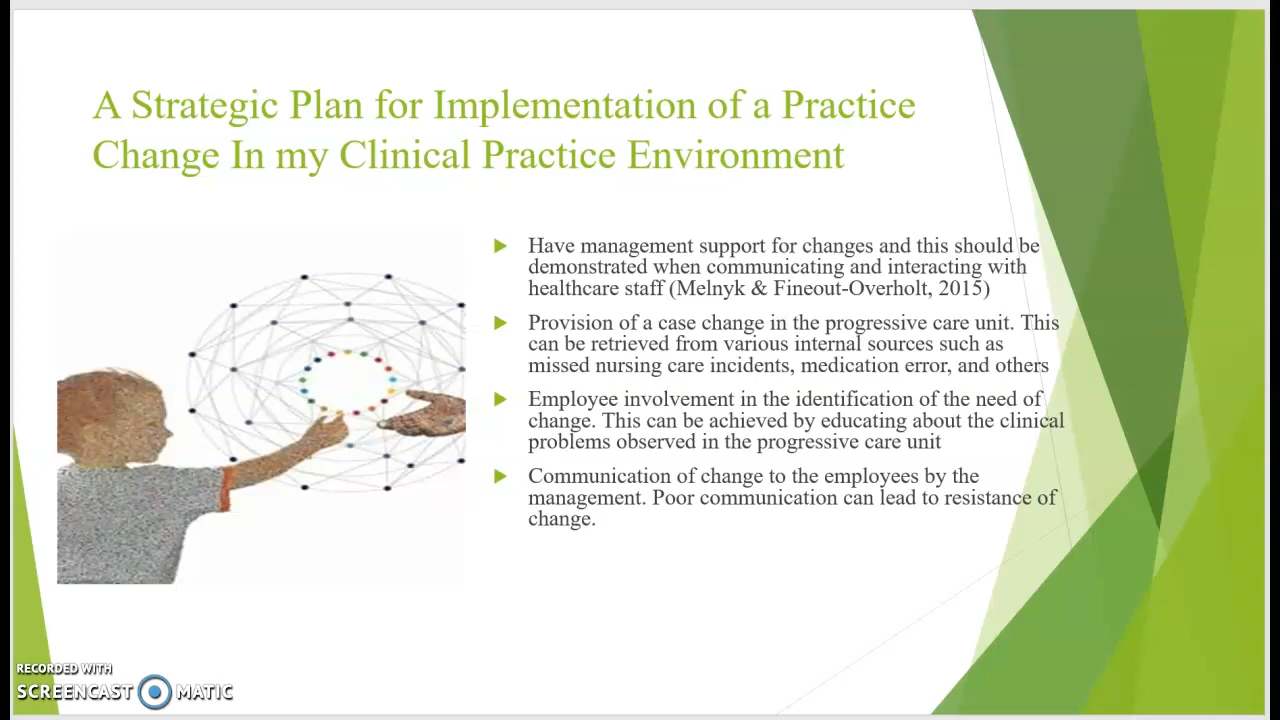 A Strategic Plan for Implementation of a Practice
Change In my Clinical Practice Environment
Have management support for changes and this should be
demonstrated when communicating and interacting with
healthcare staff (Melnyk & Fineout-Overholt, 2015)
Provision of a case change in the progressive care unit. This
can be retrieved from various internal sources such as
missed nursing care incidents, medication error, and others
Employee involvement in the identification of the need of
change. This can be achieved by educating about the clinical
problems observed in the progressive care unit
Communication of change to the employees by the
management. Poor communication can lead to resistance of
change.
RECORDED WITH
SCREENCAST MATIC